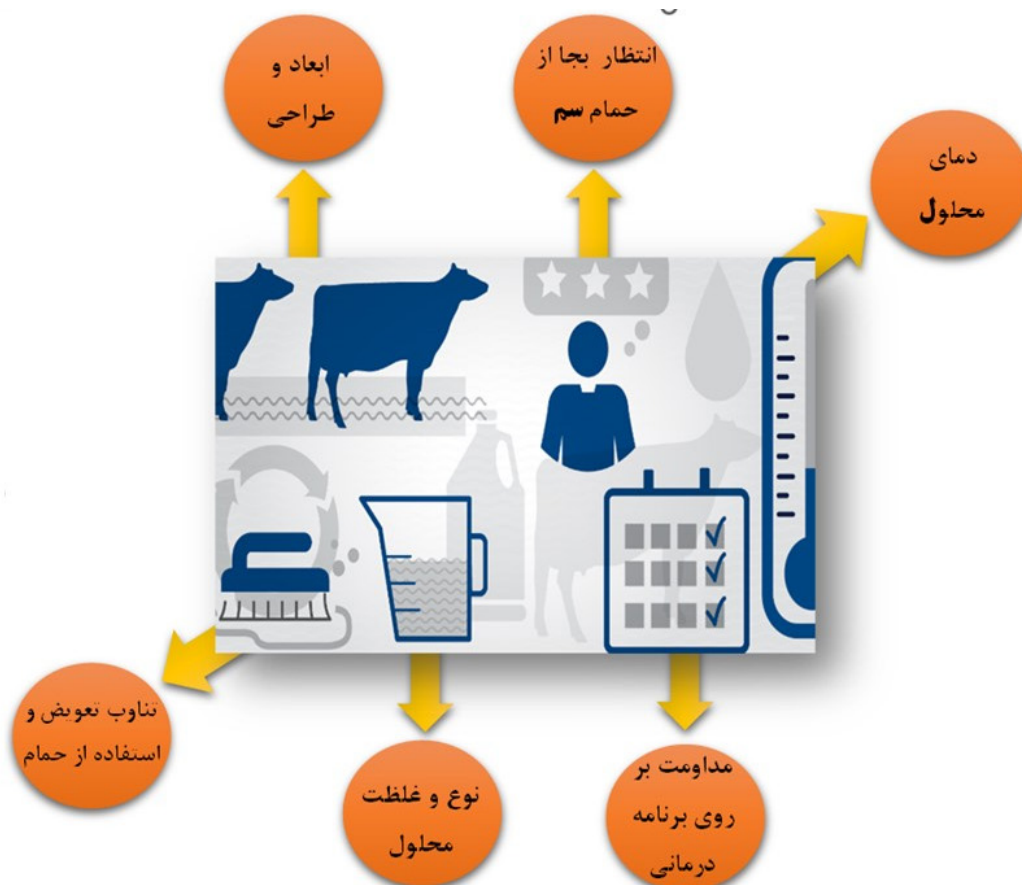 انتظار بجا از
حمام سم
ابعاد و
طراحی
دمای
محلول
تناوب تعویض و
استفاده از حمام
مداومت بر
روی برنامه
درمانی
نوع و غلظت
محلول